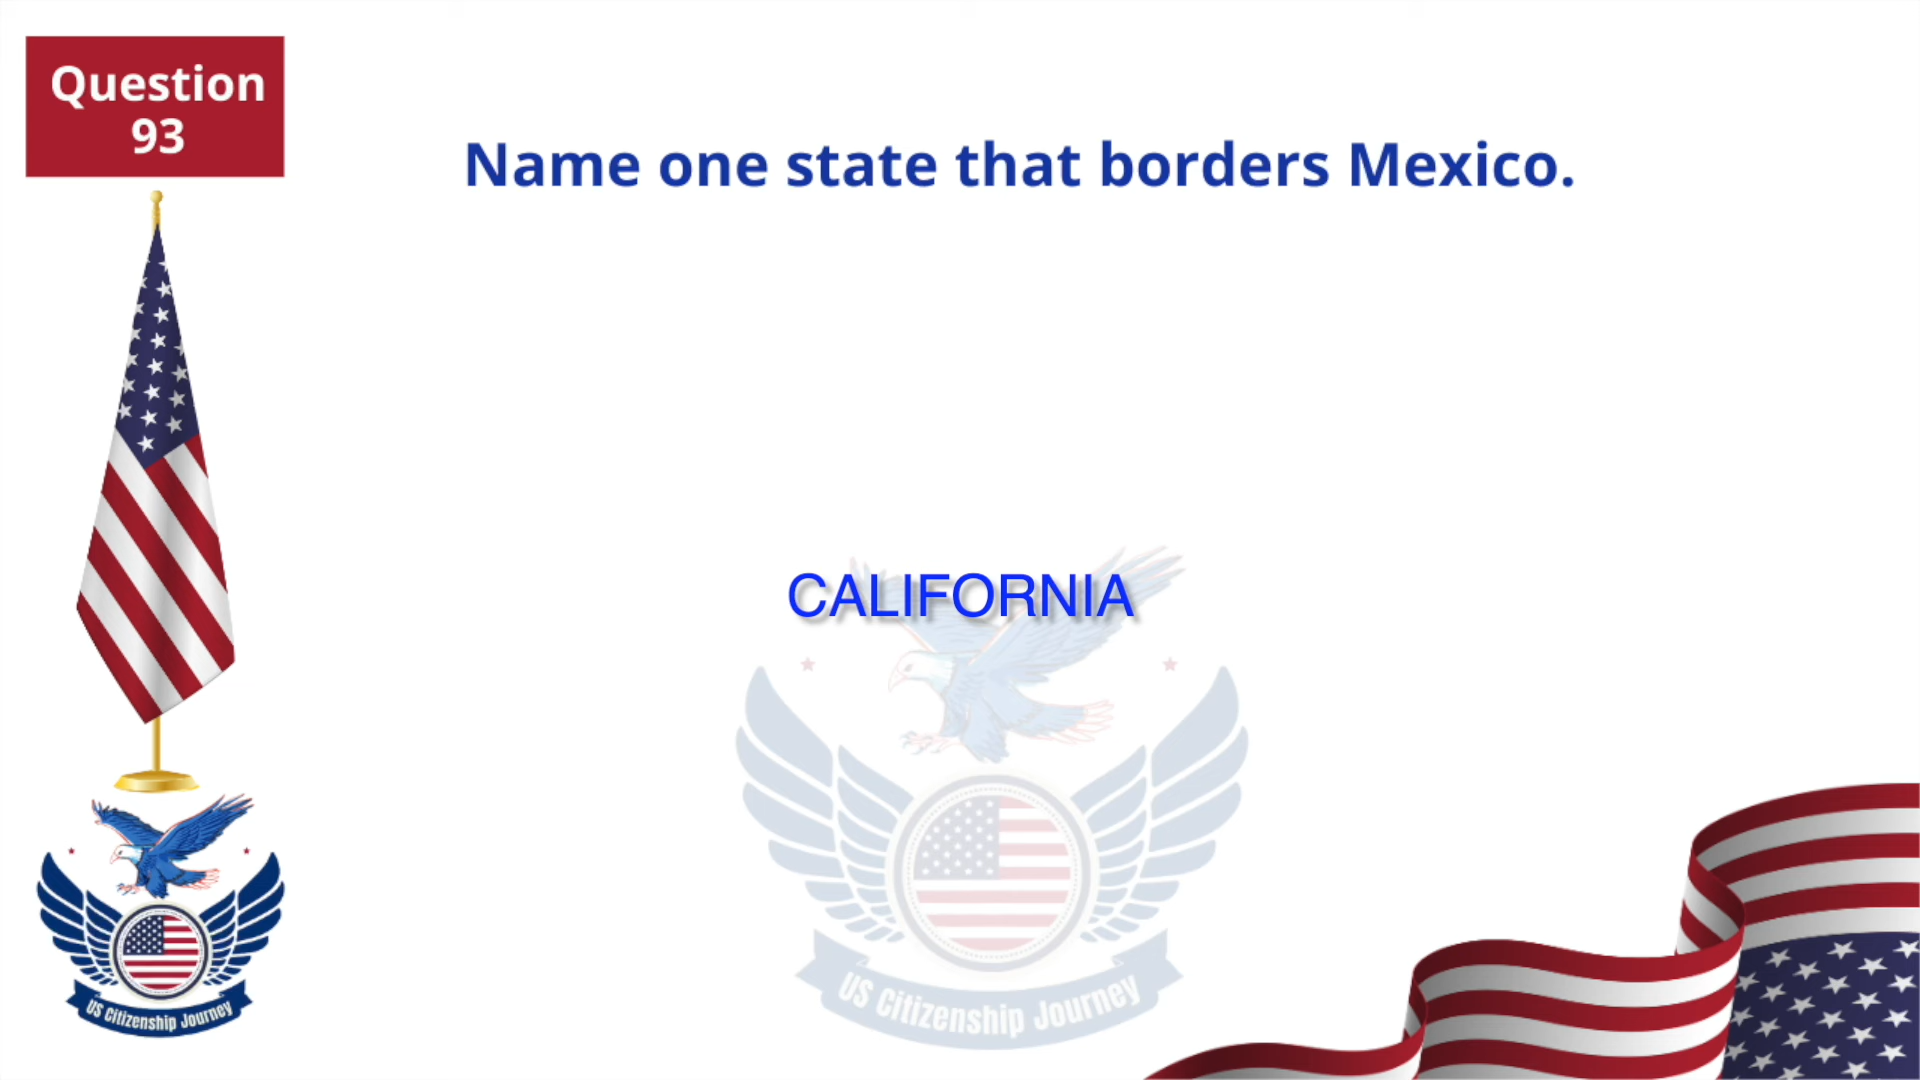 Question
93
Name one state that borders Mexico.
CALIFORNIA
US Citizenship Journey
US Citizenship Journey